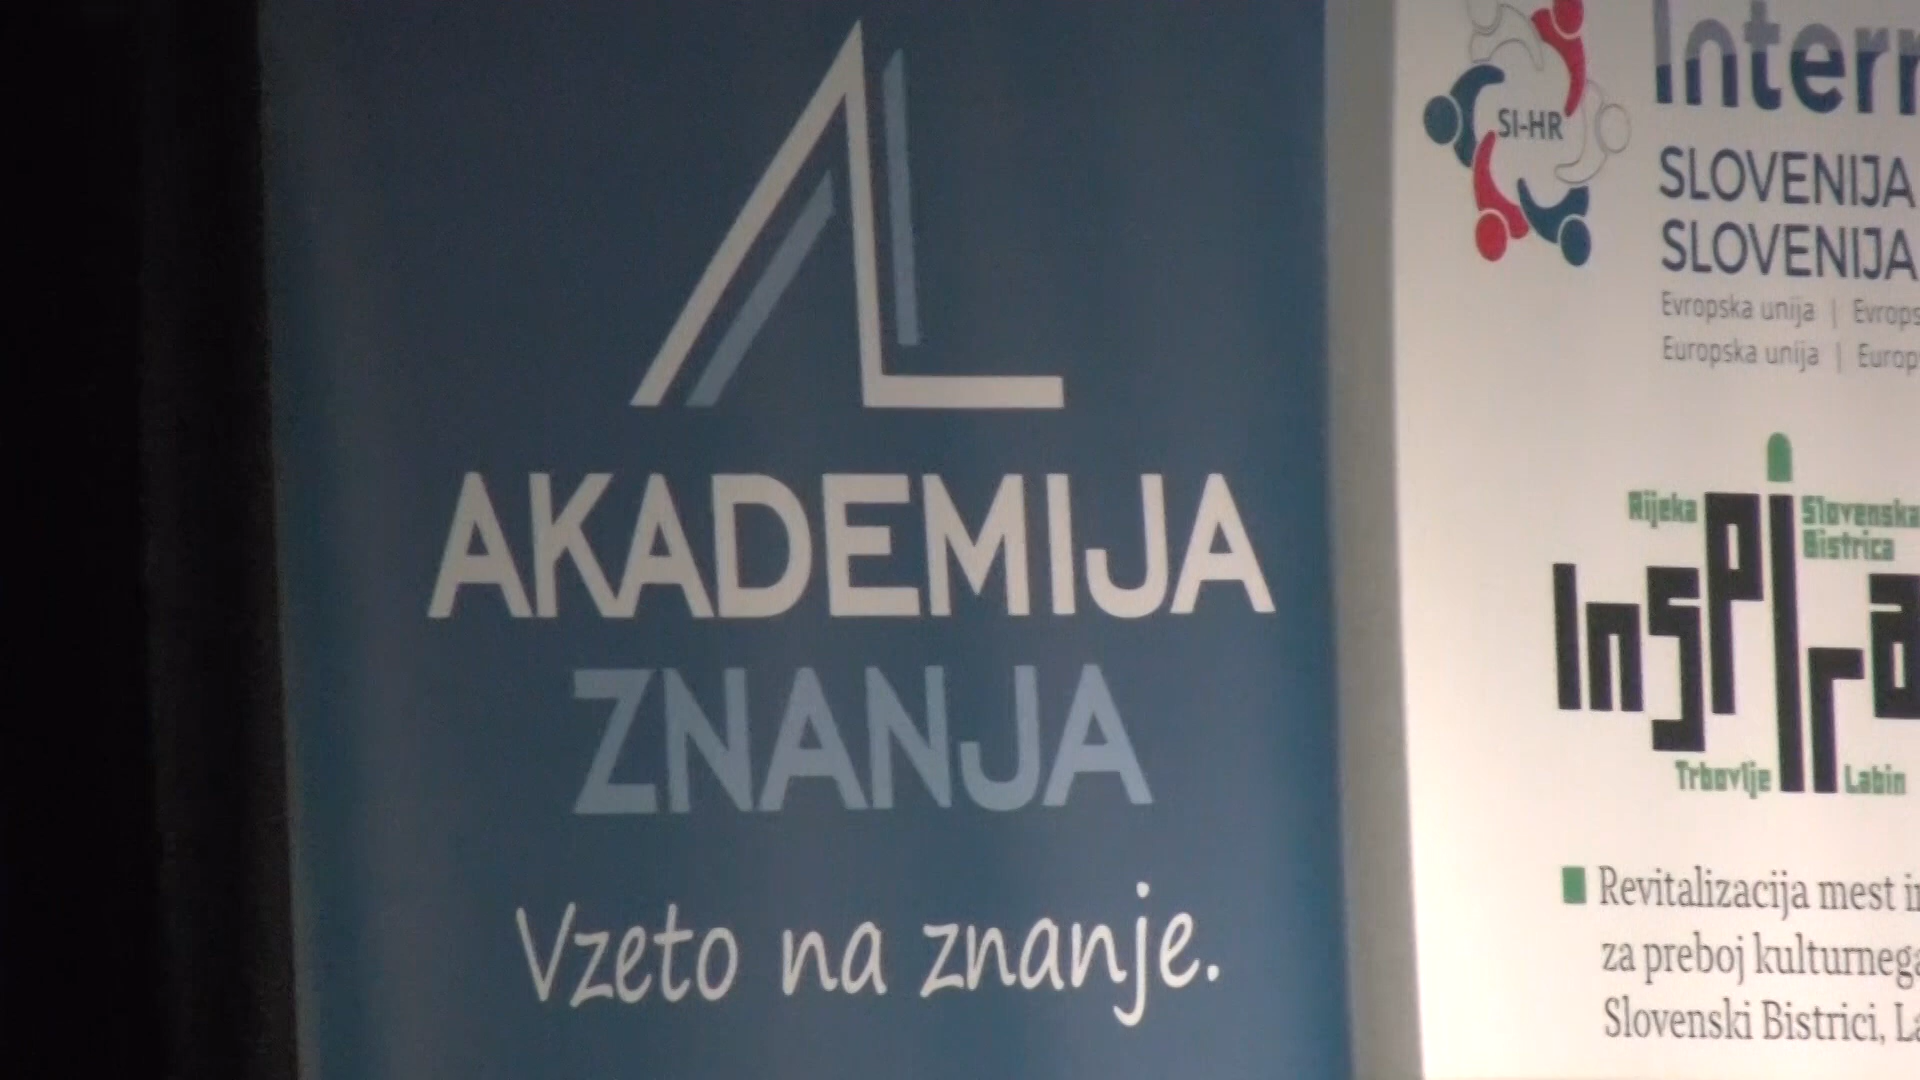 AKADEMIJA
ZNANJA
Vzeto na znanje.
SI-HR
SLOVENIJA
SLOVENIJA
Evropska unija |
Europska unija |
Rijeka
Slovenska
Bistrica
Inspira
Trbovlje
Labin
Revitalizacija mest
za preboj
Slovenski Bistrici,